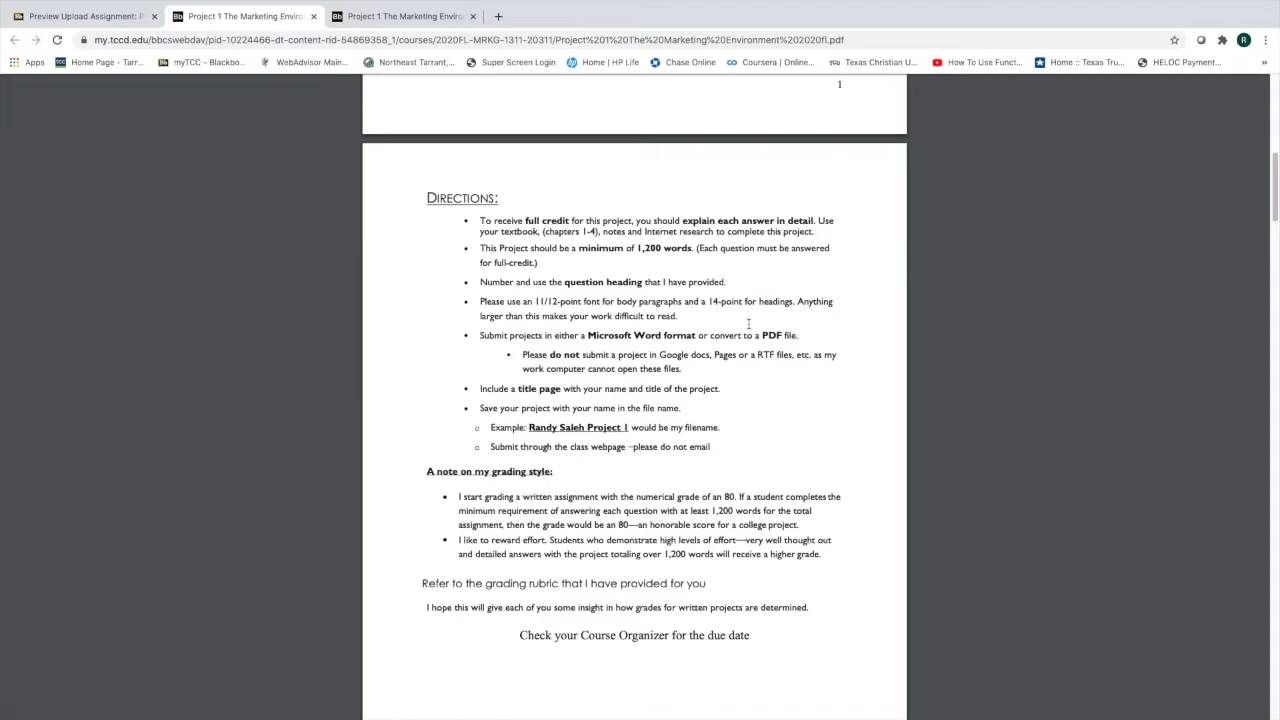 Preview Upload Assignment: P
Project 1 The Marketing Enviro
Project 1 The Marketing Enviro
my.tccd.edu/bbcswebdav/pid-10224466-dt-content-rid-54869358_1/courses/2020FL-MRKG-1311-20311/Project%201%20The%20Marketing%20Environment%202020fl.pdf
Apps
Home Page - Tarr...
myTCC – Blackbo...
WebAdvisor Main...
Northeast Tarrant,...
Super Screen Login
Home | HP Life
Chase Online
Coursera | Online...
Texas Christian U...
How To Use Funct...
Home :: Texas Tru...
HELOC Payment...
1
DIRECTIONS:
• To receive full credit for this project, you should explain each answer in detail. Use
your textbook, (chapters 1-4), notes and Internet research to complete this project.
• This Project should be a minimum of 1,200 words. (Each question must be answered
for full-credit.)
• Number and use the question heading that I have provided.
• Please use an 11/12-point font for body paragraphs and a 14-point for headings. Anything
larger than this makes your work difficult to read.
• Submit projects in either a Microsoft Word format or convert to a PDF file.
▪ Please do not submit a project in Google docs, Pages or a RTF files, etc. as my
work computer cannot open these files.
• Include a title page with your name and title of the project.
• Save your project with your name in the file name.
o Example: Randy Saleh Project 1 would be my filename.
o Submit through the class webpage –please do not email
A note on my grading style:
• I start grading a written assignment with the numerical grade of an 80. If a student completes the
minimum requirement of answering each question with at least 1,200 words for the total
assignment, then the grade would be an 80—an honorable score for a college project.
• I like to reward effort. Students who demonstrate high levels of effort—very well thought out
and detailed answers with the project totaling over 1,200 words will receive a higher grade.
Refer to the grading rubric that I have provided for you
I hope this will give each of you some insight in how grades for written projects are determined.
Check your Course Organizer for the due date